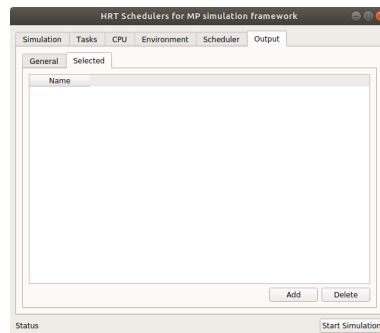 HRT Schedulers for MP simulation framework
Simulation Tasks CPU Environment Scheduler Output
General Selected
Name
Add Delete
Status Start Simulation